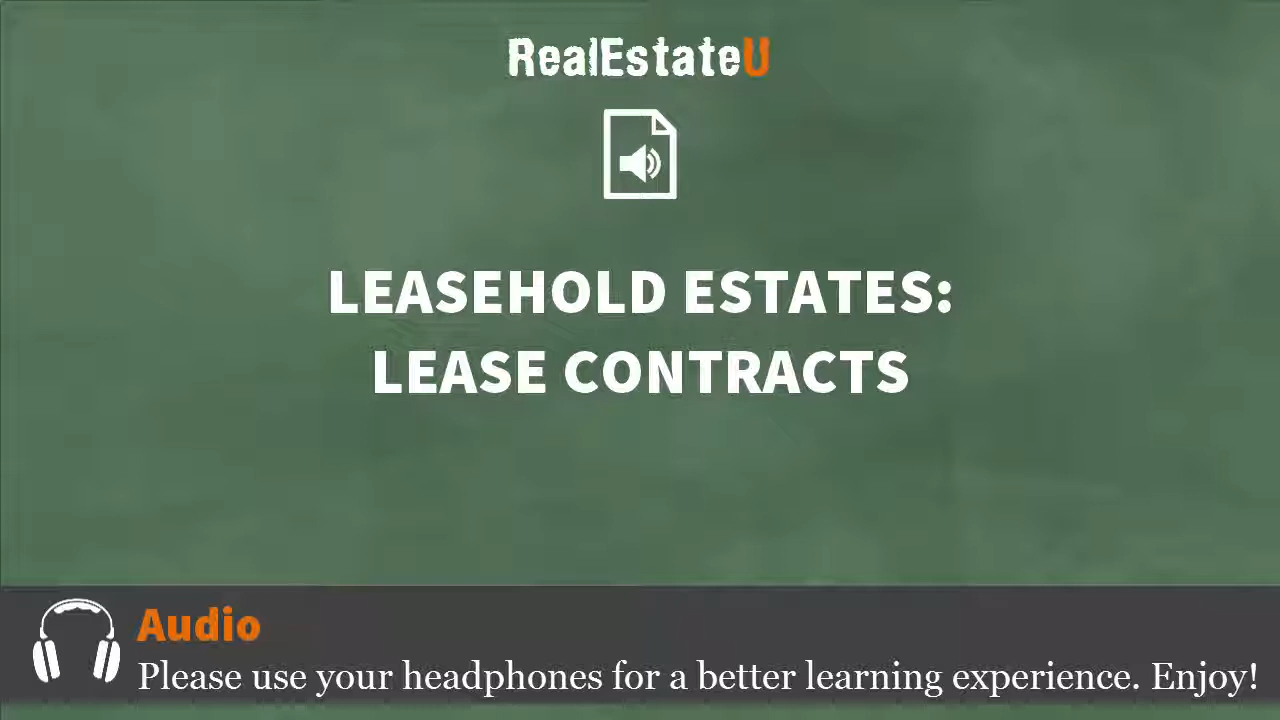 RealEstateU
LEASEHOLD ESTATES:
LEASE CONTRACTS
Audio
Please use your headphones for a better learning experience. Enjoy!